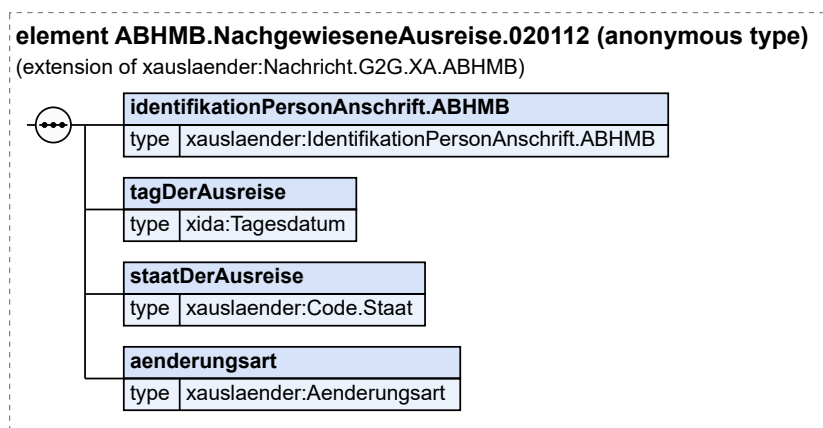 element ABHMB.NachgewieseneAusreise.020112 (anonymous type)
(extension of xauslaender:Nachricht.G2G.XA.ABHMB)
identifikationPersonAnschrift.ABHMB
type xauslaender:IdentifikationPersonAnschrift.ABHMB
tagDerAusreise
type xida:Tagesdatum
staatDerAusreise
type xauslaender:Code.Staat
aenderungsart
type xauslaender:Aenderungsart